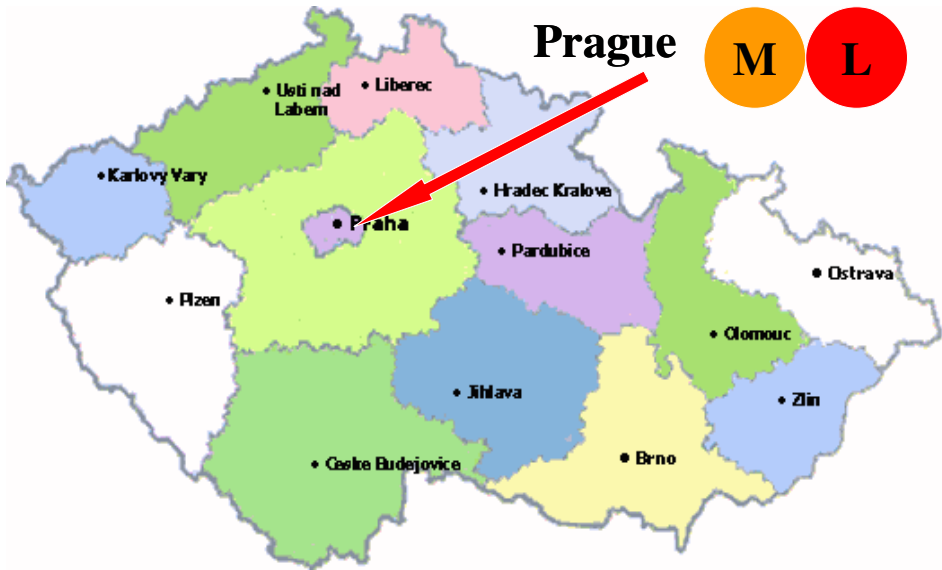 Prague
M
L
Usti nad
Labem
Liberec
Karlovy Vary
Hradec Kralove
Praha
Pardubice
Ostrava
Plzen
Olomouc
Jihlava
Zlin
Ceske Budejovice
Brno